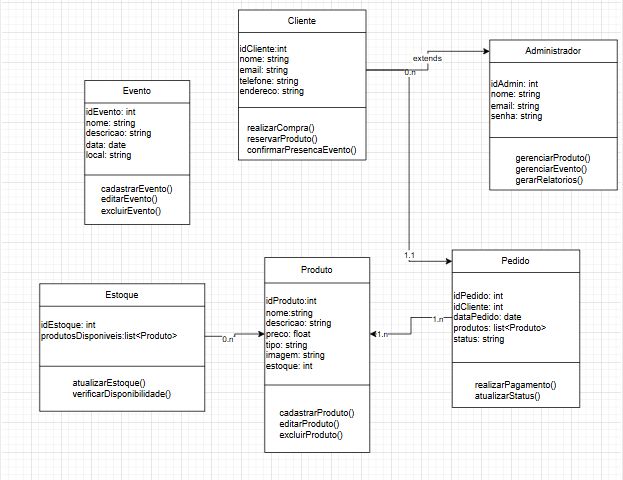 Cliente
idCliente:int
nome: string
email: string
telefone: string
endereco: string
realizarCompra()
reservarProduto()
confirmarPresencaEvento()
extends
0.n
Administrador
idAdmin: int
nome: string
email: string
senha: string
gerenciarProduto()
gerenciarEvento()
gerarRelatorios()
Evento
idEvento: int
nome: string
descricao: string
data: date
local: string
cadastrarEvento()
editarEvento()
excluirEvento()
1.1
Pedido
idPedido: int
idCliente: int
dataPedido: date
produtos: list<Produto>
status: string
realizarPagamento()
atualizarStatus()
1.n
1.n
Produto
idProduto:int
nome:string
descricao: string
preco: float
tipo: string
imagem: string
estoque: int
cadastrarProduto()
editarProduto()
excluirProduto()
Estoque
idEstoque: int
produtosDisponiveis:list<Produto>
atualizarEstoque()
verificarDisponibilidade()
0.n